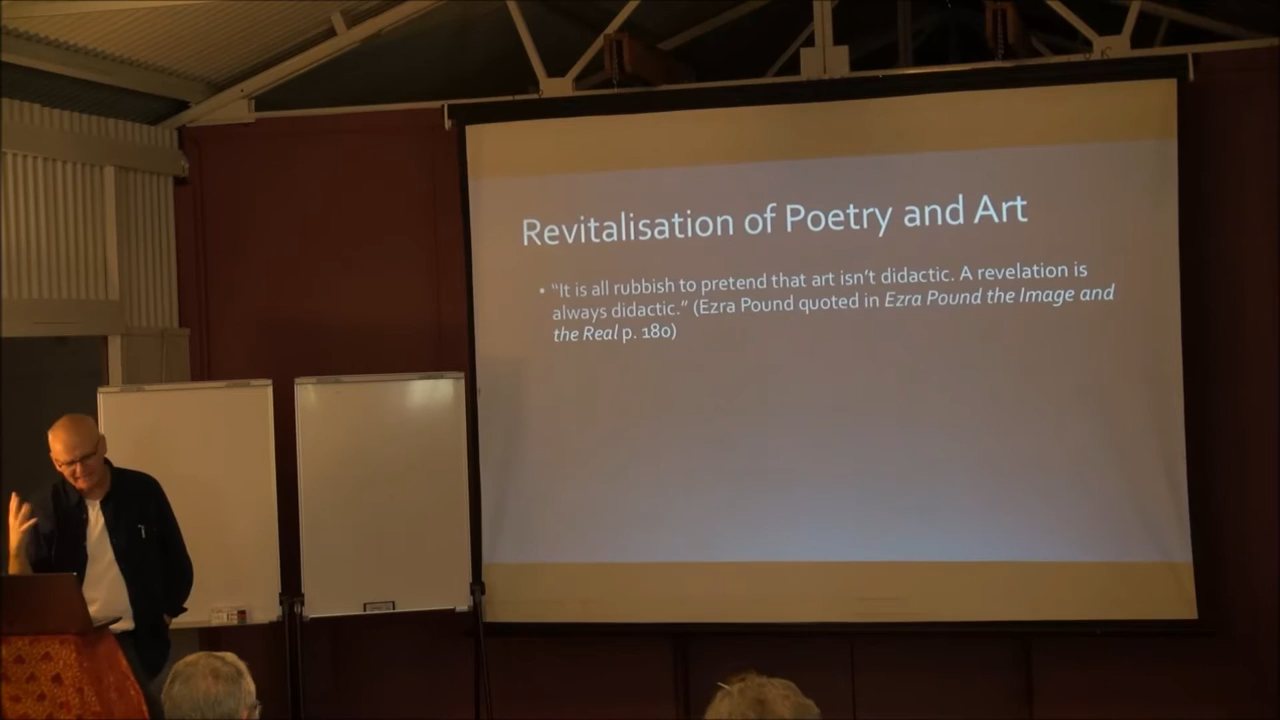 Revitalisation of Poetry and Art
• “It is all rubbish to pretend that art isn’t didactic. A revelation is
always didactic.” (Ezra Pound quoted in Ezra Pound the Image and
the Real p. 180)